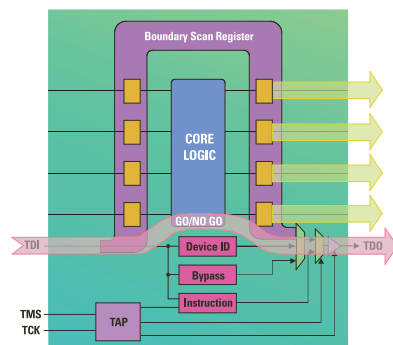 Boundary Scan Register
CORE
LOGIC
GO/NO GO
TDI
Device ID
TDO
Bypass
Instruction
TMS
TCK
TAP